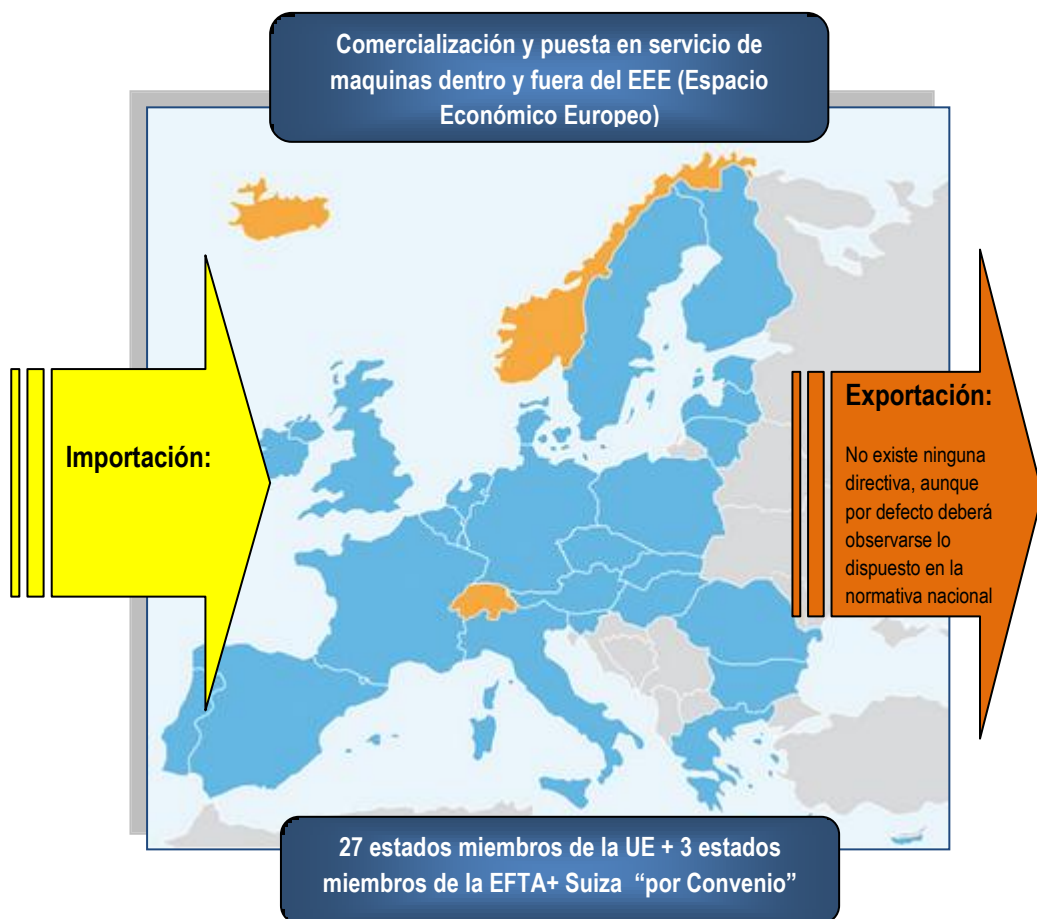 Comercialización y puesta en servicio de
maquinas dentro y fuera del EEE (Espacio
Económico Europeo)
Importación:
Exportación:
No existe ninguna
directiva, aunque
por defecto deberá
observarse lo
dispuesto en la
normativa nacional
27 estados miembros de la UE + 3 estados
miembros de la EFTA+ Suiza “por Convenio”